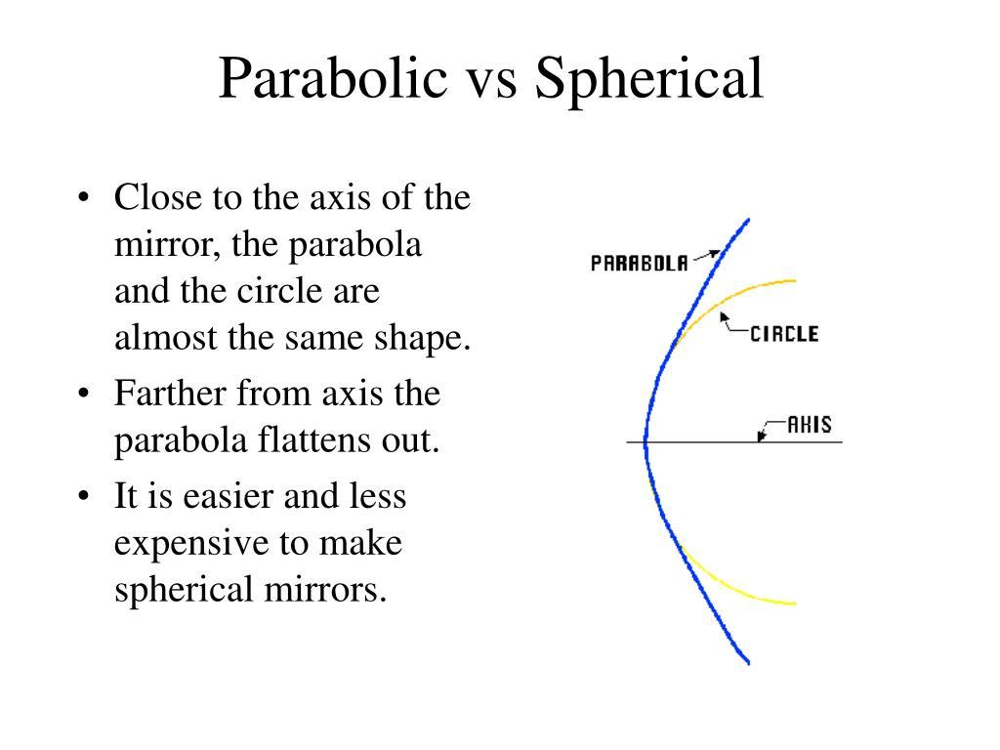 Parabolic vs Spherical
• Close to the axis of the
mirror, the parabola
and the circle are
almost the same shape.
• Farther from axis the
parabola flattens out.
• It is easier and less
expensive to make
spherical mirrors.
PARABOLA
CIRCLE
AXIS